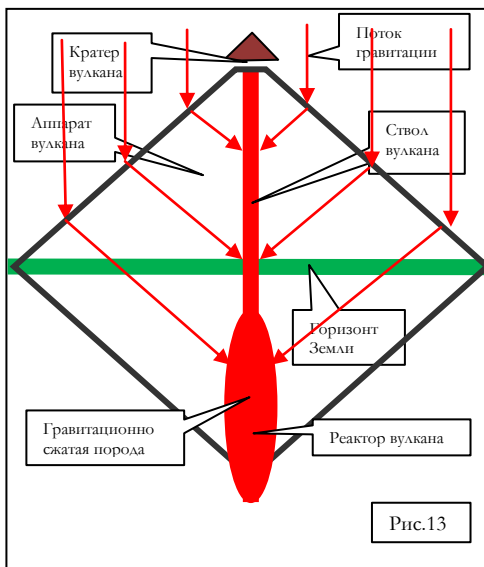 Кратер
вулкана
Поток
гравитации
Аппарат
вулкана
Ствол
вулкана
Горизонт
Земли
Гравитационно
сжатая порода
Реактор вулкана
Рис.13